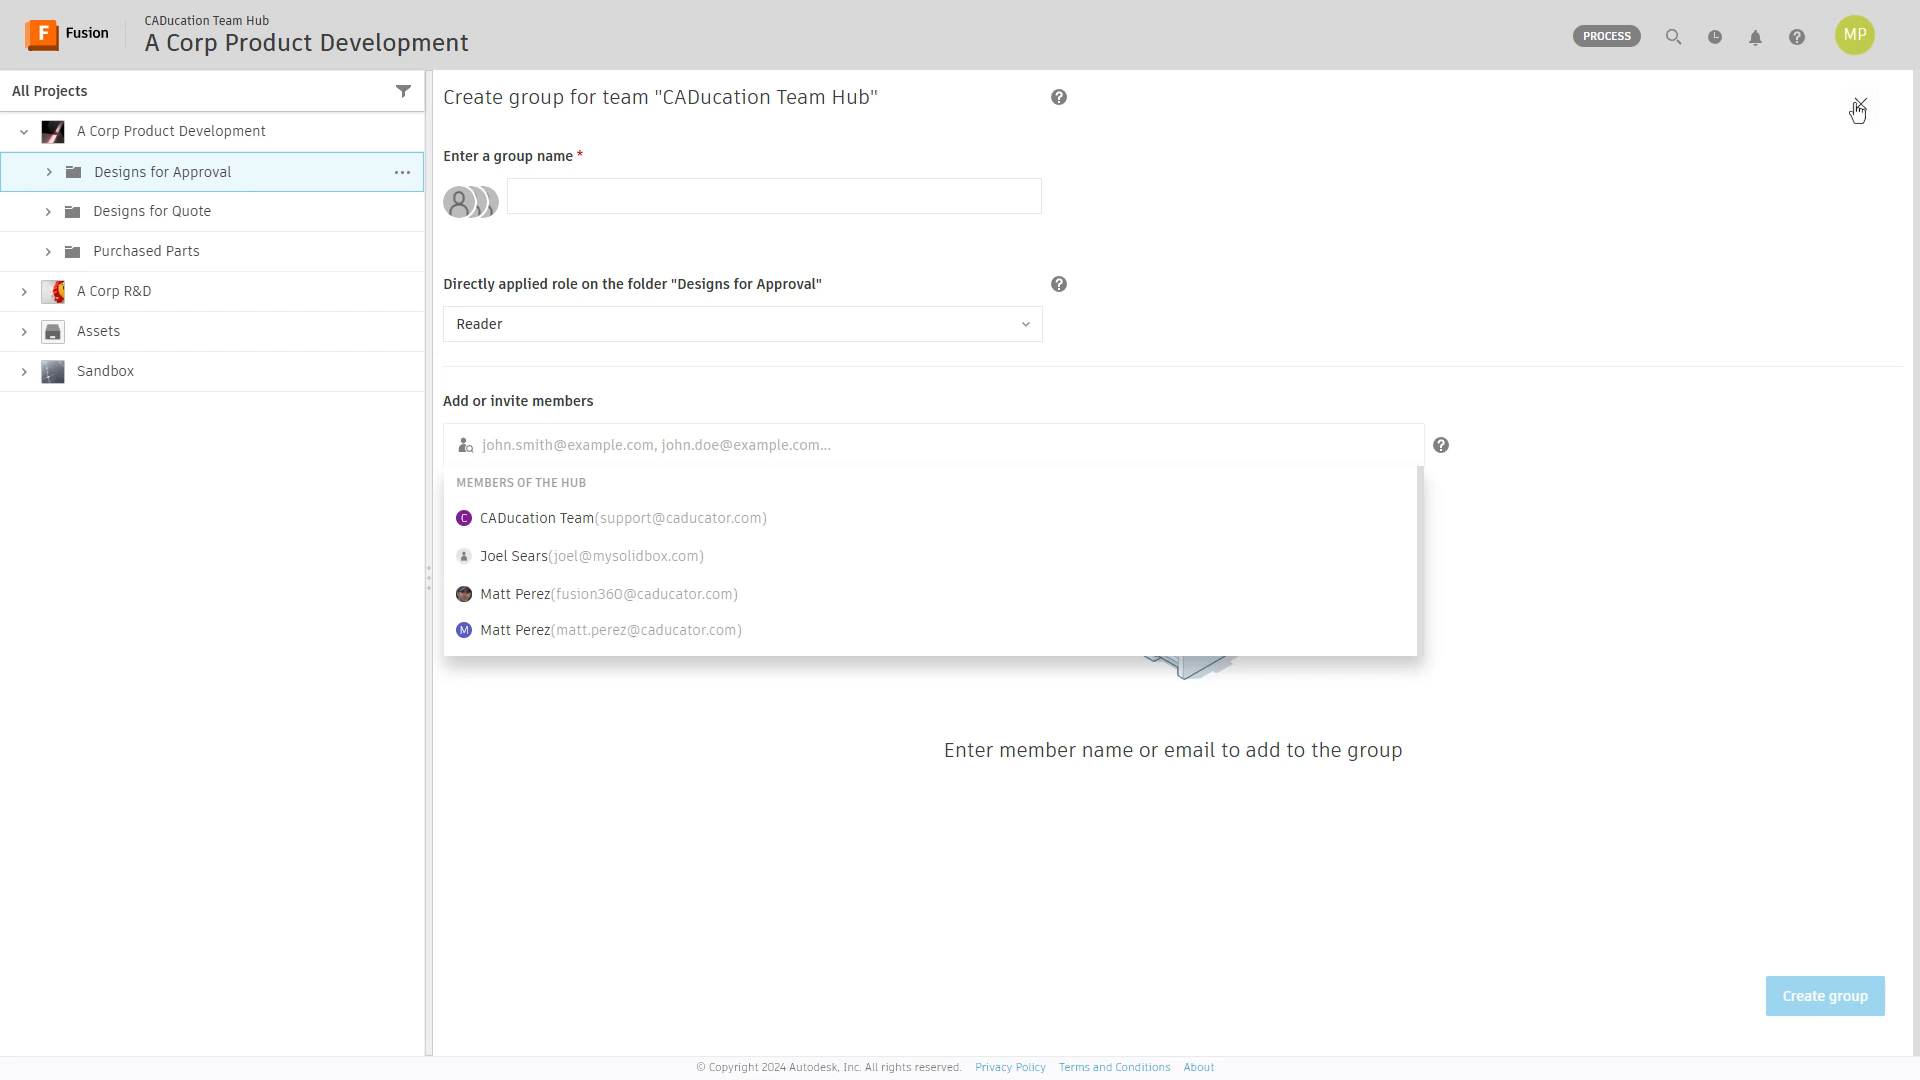 F Fusion
CADucation Team Hub
A Corp Product Development
PROCESS
MP
All Projects
A Corp Product Development
Designs for Approval
Designs for Quote
Purchased Parts
A Corp R&D
Assets
Sandbox
Create group for team "CADucation Team Hub"
Enter a group name *
Directly applied role on the folder "Designs for Approval"
Reader
Add or invite members
john.smith@example.com, john.doe@example.com...
MEMBERS OF THE HUB
C CADucation Team(support@caducator.com)
Joel Sears(joel@mysolidbox.com)
Matt Perez(fusion360@caducator.com)
M Matt Perez(matt.perez@caducator.com)
Enter member name or email to add to the group
Create group
© Copyright 2024 Autodesk, Inc. All rights reserved. Privacy Policy Terms and Conditions About